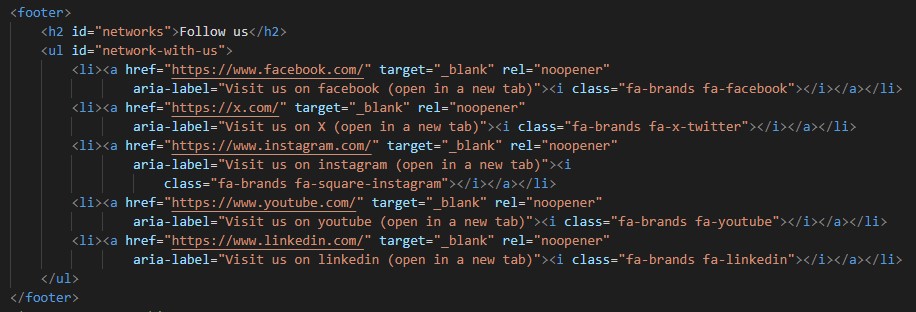 <footer>
    <h2 id="networks">Follow us</h2>
    <ul id="network-with-us">
        <li><a href="https://www.facebook.com/" target="_blank" rel="noopener"
                aria-label="Visit us on facebook (open in a new tab)"><i class="fa-brands fa-facebook"></i></a></li>
        <li><a href="https://x.com/" target="_blank" rel="noopener"
                aria-label="Visit us on X (open in a new tab)"><i class="fa-brands fa-x-twitter"></i></a></li>
        <li><a href="https://www.instagram.com/" target="_blank" rel="noopener"
                aria-label="Visit us on instagram (open in a new tab)"><i
                    class="fa-brands fa-square-instagram"></i></a></li>
        <li><a href="https://www.youtube.com/" target="_blank" rel="noopener"
                aria-label="Visit us on youtube (open in a new tab)"><i class="fa-brands fa-youtube"></i></a></li>
        <li><a href="https://www.linkedin.com/" target="_blank" rel="noopener"
                aria-label="Visit us on linkedin (open in a new tab)"><i class="fa-brands fa-linkedin"></i></a></li>
    </ul>
</footer>